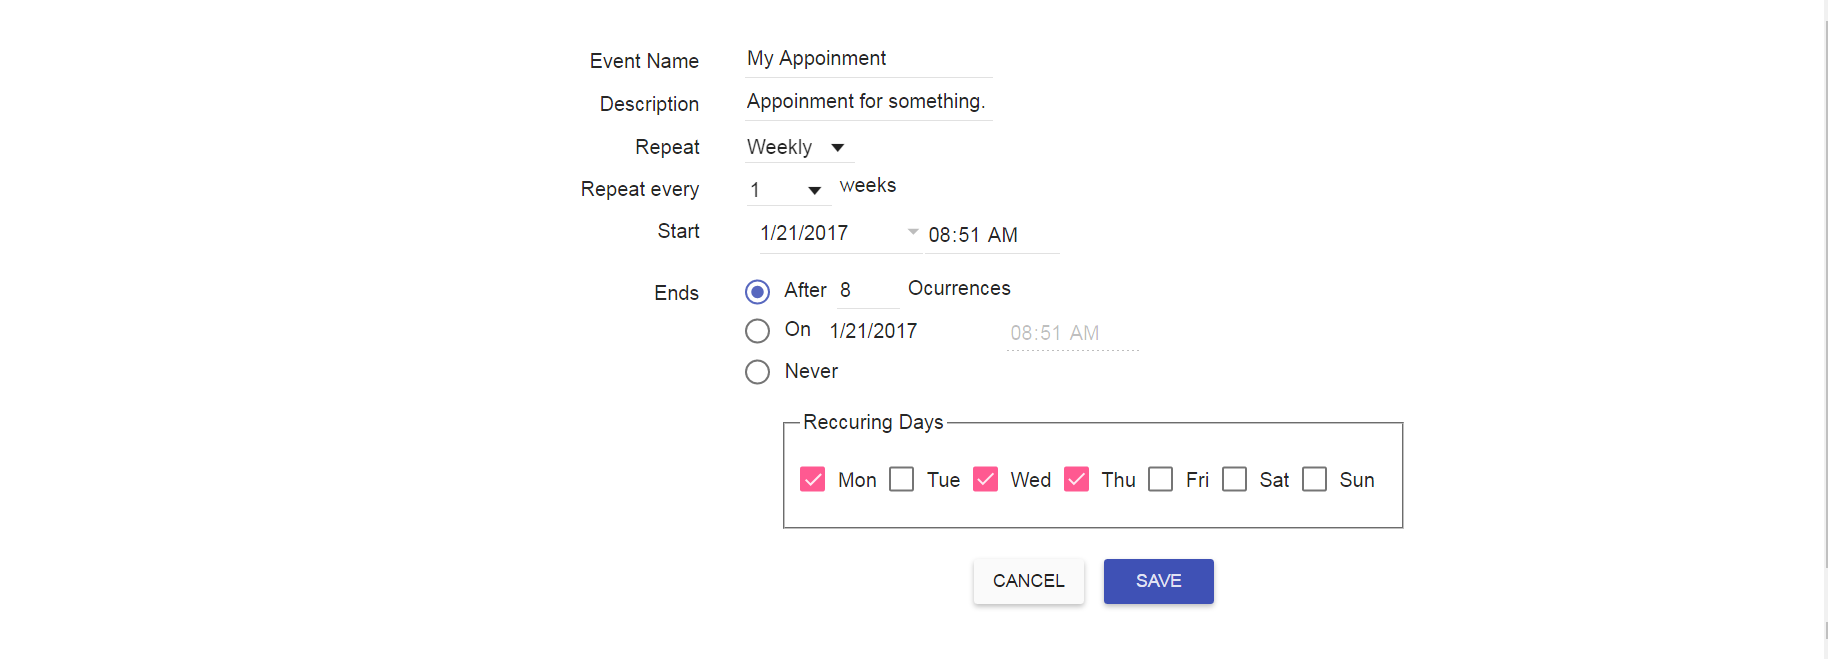 Event Name My Appoinment
Description Appoinment for something.
Repeat Weekly
Repeat every 1 weeks
Start 1/21/2017 08:51 AM
Ends After 8 Ocurrences
On 1/21/2017 08:51 AM
Never
Reccuring Days
Mon Tue Wed Thu Fri Sat Sun
CANCEL SAVE